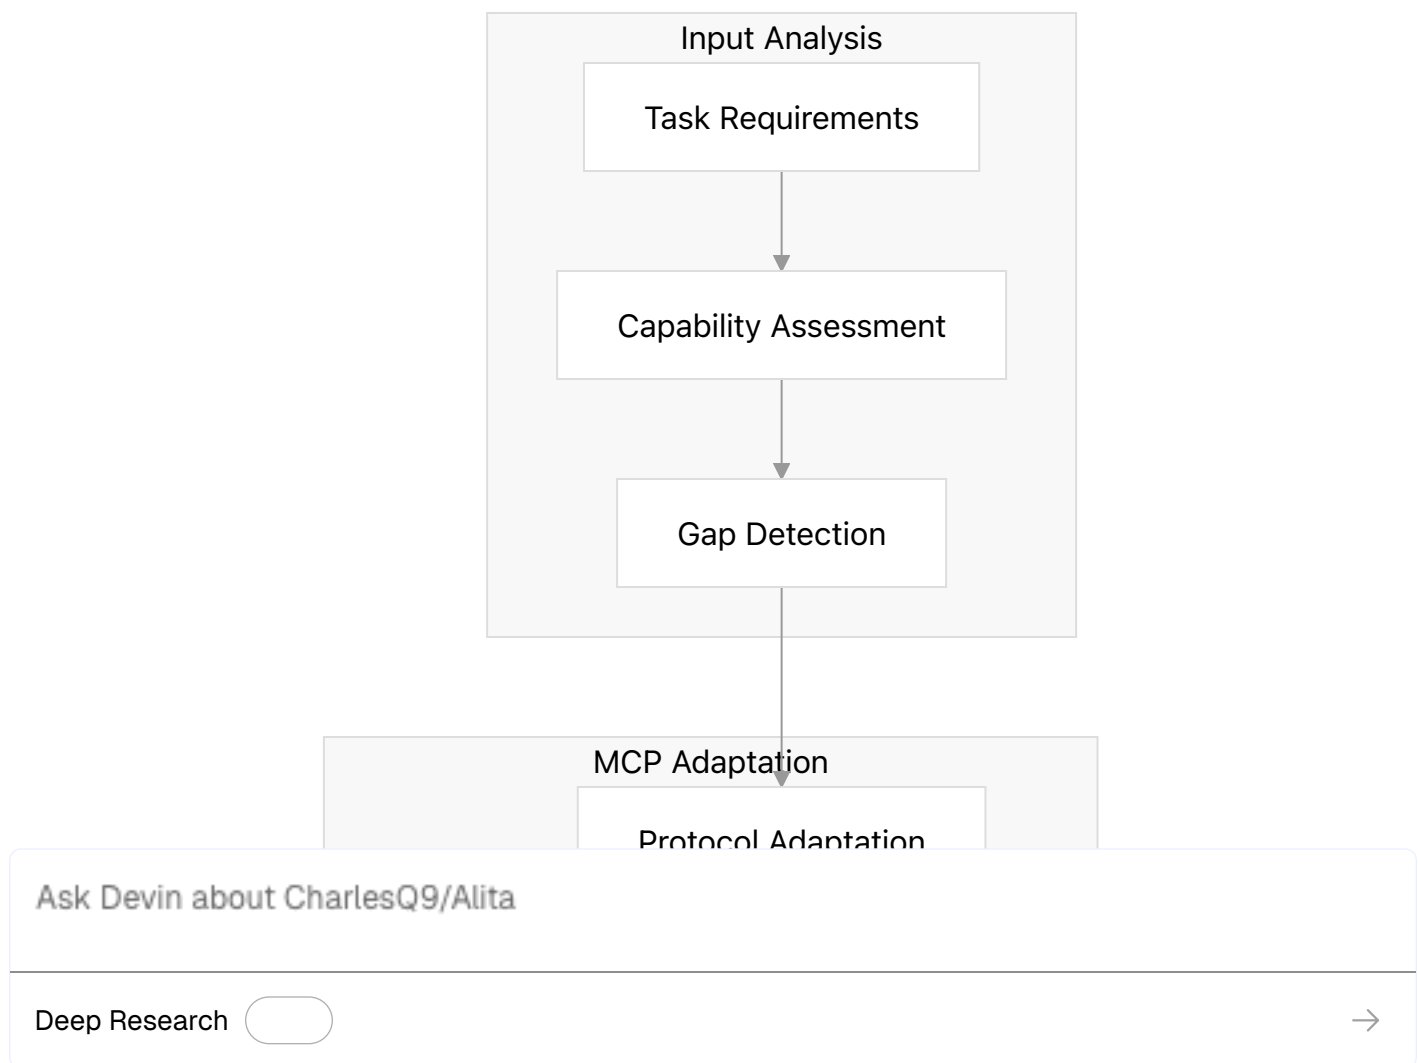 Input Analysis
Task Requirements
Capability Assessment
Gap Detection
MCP Adaptation
Protocol Adaptation
Ask Devin about CharlesQ9/Alita
Deep Research